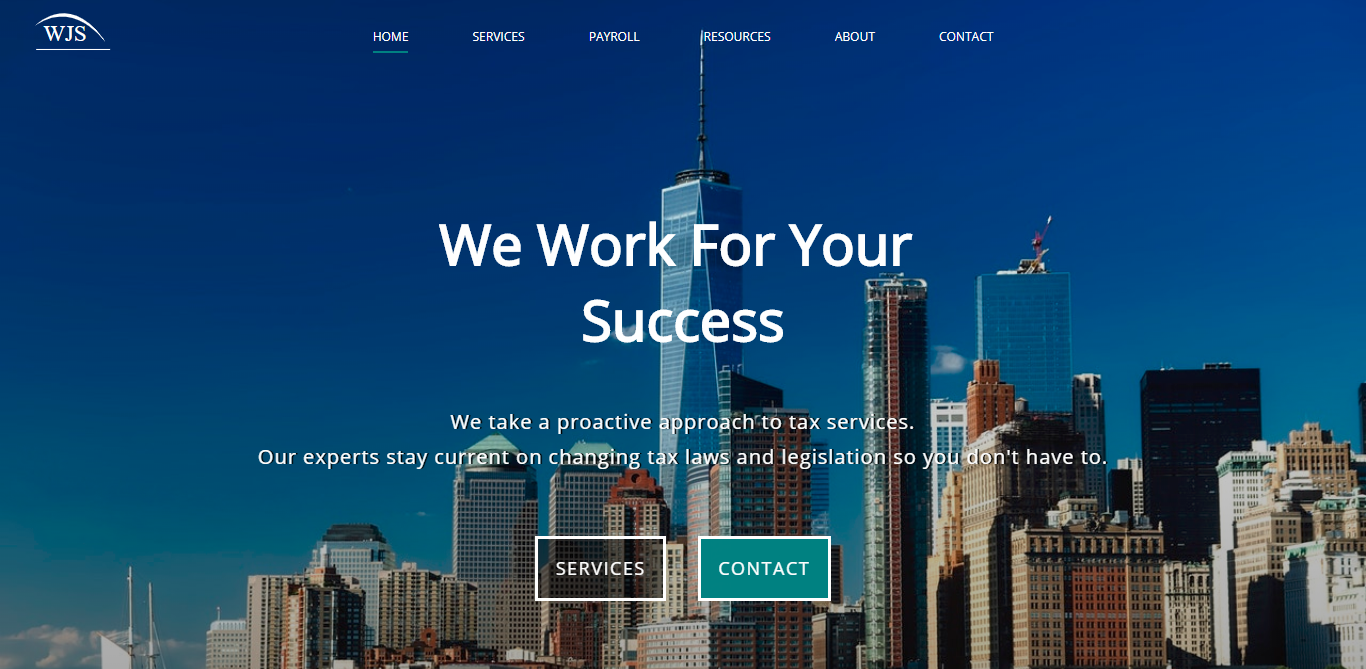 WJS
HOME SERVICES PAYROLL RESOURCES ABOUT CONTACT
We Work For Your
Success
We take a proactive approach to tax services.
Our experts stay current on changing tax laws and legislation so you don't have to.
SERVICES CONTACT